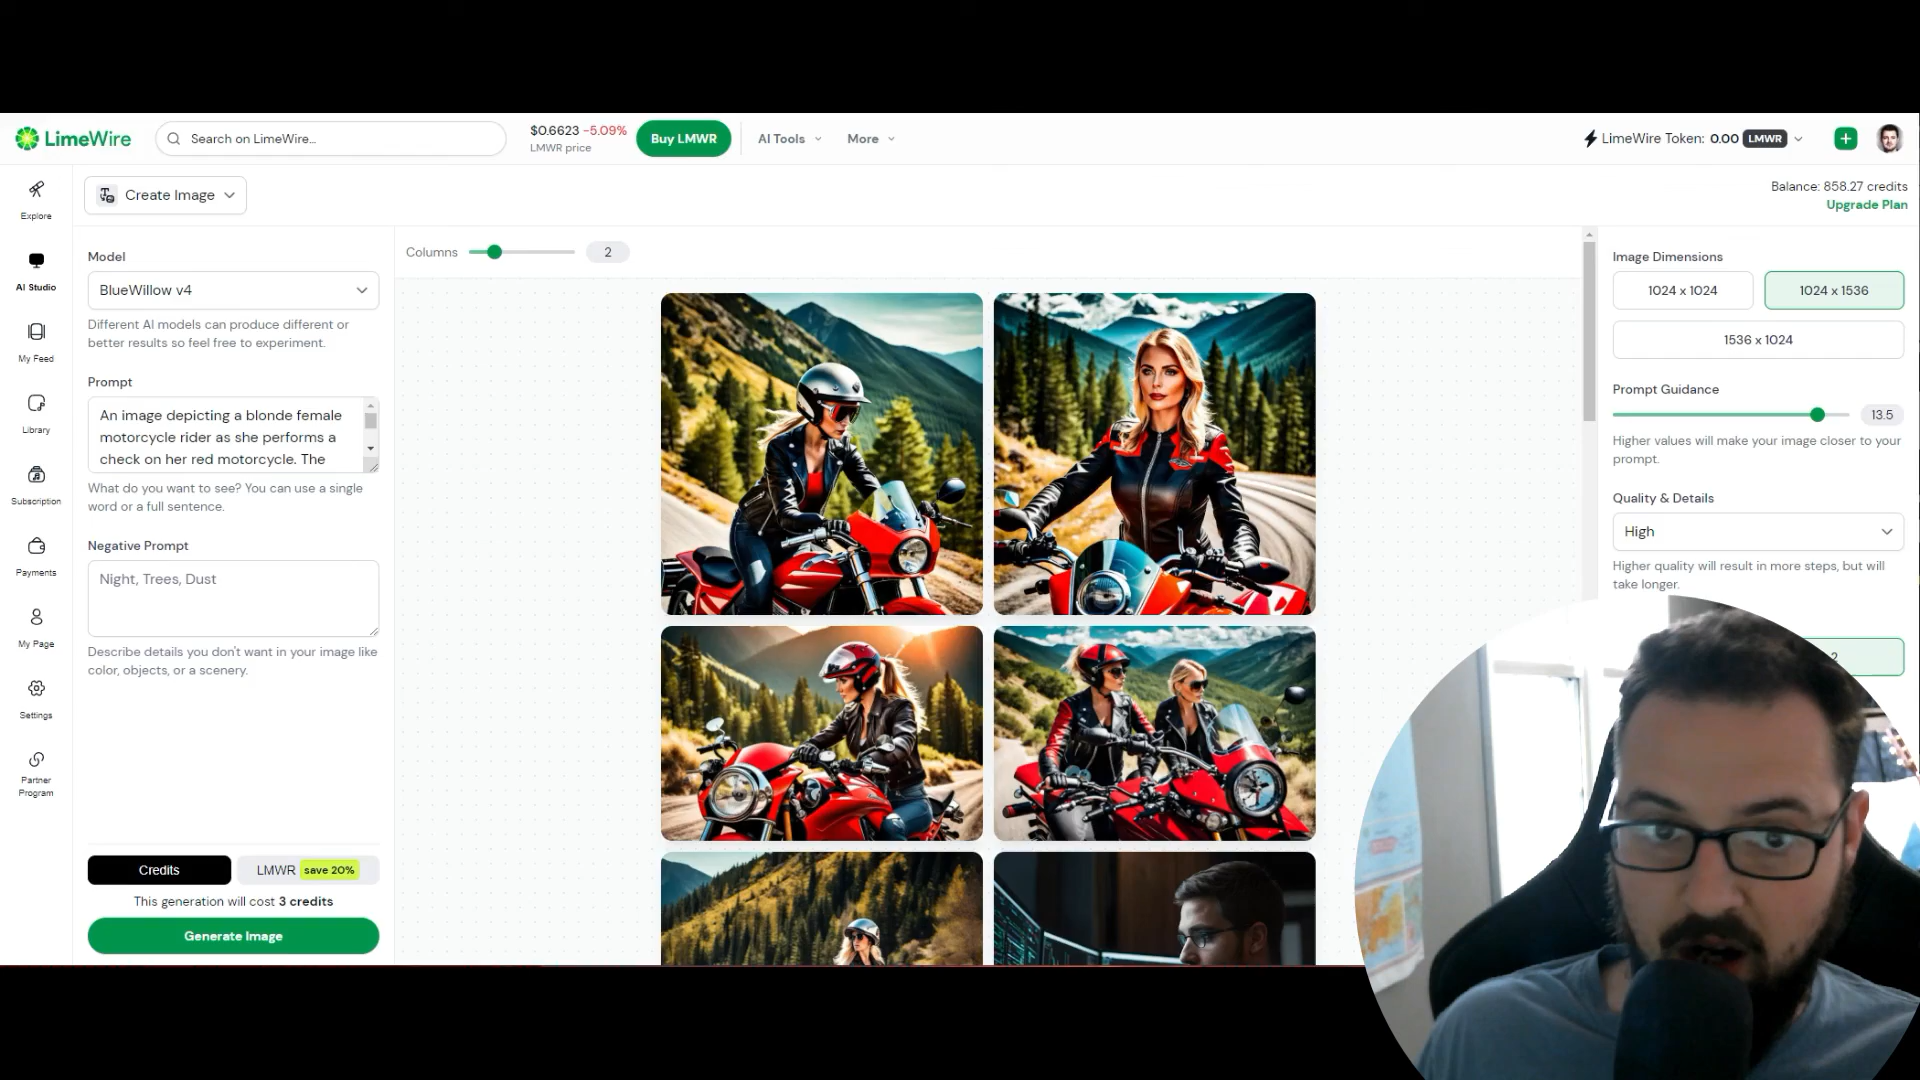 LimeWire
Search on LimeWire...
$0.6623 -5.09%
LMWR price
Buy LMWR
AI Tools
More
LimeWire Token: 0.00 LMWR
Create Image
Balance: 858.27 credits
Upgrade Plan
Explore
AI Studio
My Feed
Library
Subscription
Payments
My Page
Settings
Partner
Program
Model
BlueWillow v4
Different AI models can produce different or
better results so feel free to experiment.
Prompt
An image depicting a blonde female
motorcycle rider as she performs a
check on her red motorcycle. The
What do you want to see? You can use a single
word or a full sentence.
Negative Prompt
Night, Trees, Dust
Describe details you don't want in your image like
color, objects, or a scenery.
Credits
LMWR save 20%
This generation will cost 3 credits
Generate Image
Columns
2
Image Dimensions
1024 x 1024
1024 x 1536
1536 x 1024
Prompt Guidance
13.5
Higher values will make your image closer to your
prompt.
Quality & Details
High
Higher quality will result in more steps, but will
take longer.
2